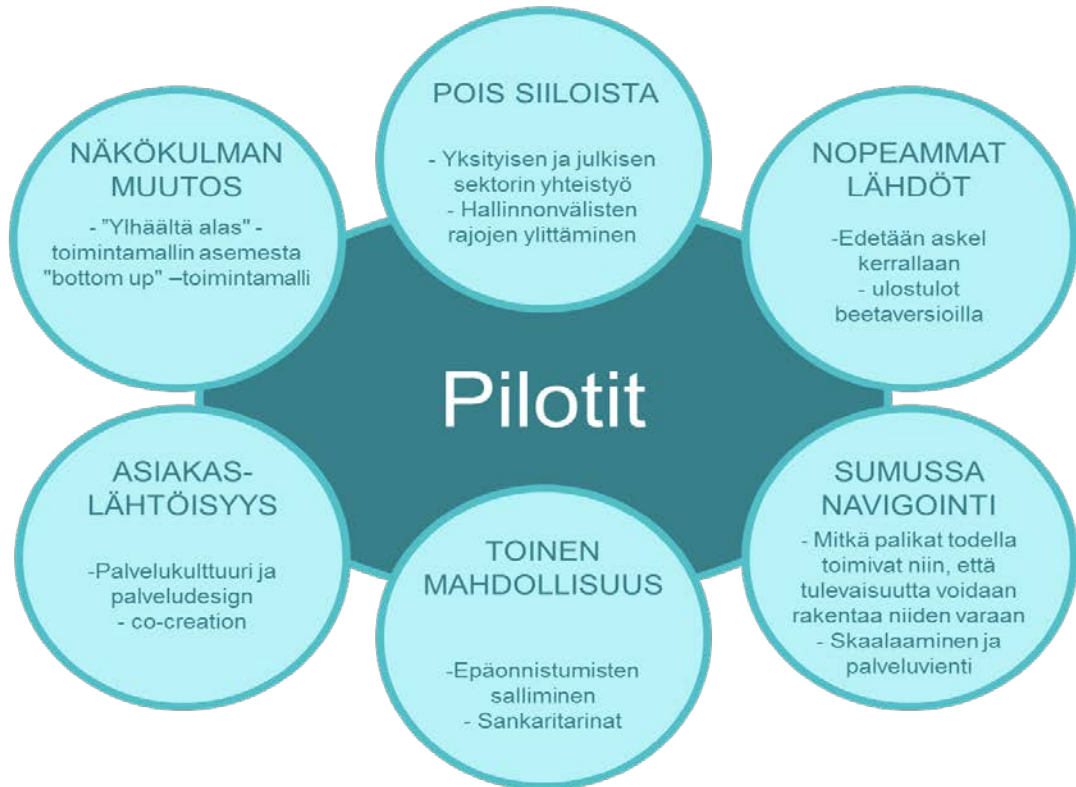 POIS SIILOISTA
- Yksityisen ja julkisen
sektorin yhteistyö
- Hallinnonvälisten
rajojen ylittäminen
NÄKÖKULMAN
MUUTOS
- "Ylhäältä alas" -
toimintamallin asemesta
"bottom up" –toimintamalli
NOPEAMMAT
LÄHDÖT
-Edetään askel
kerrallaan
- ulostulot
beetaversioilla
Pilotit
ASIAKAS-
LÄHTÖISYYS
-Palvelukulttuuri ja
palveludesign
- co-creation
TOINEN
MAHDOLLISUUS
-Epäonnistumisten
salliminen
- Sankaritarinat
SUMUSSA
NAVIGOINTI
- Mitkä palikat todella
toimivat niin, että
tulevaisuutta voidaan
rakentaa niiden varaan
- Skaalaaminen ja
palveluvienti